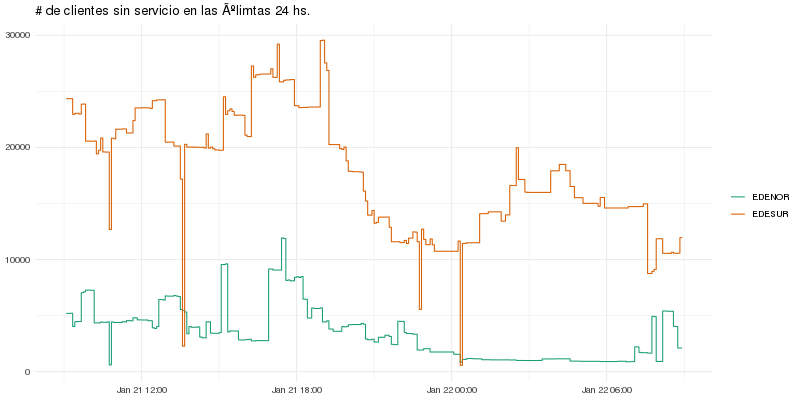 # de clientes sin servicio en las Ãºlimtas 24 hs.
30000
20000
10000
0
Jan 21 12:00
Jan 21 18:00
Jan 22 00:00
Jan 22 06:00
EDENOR
EDESUR